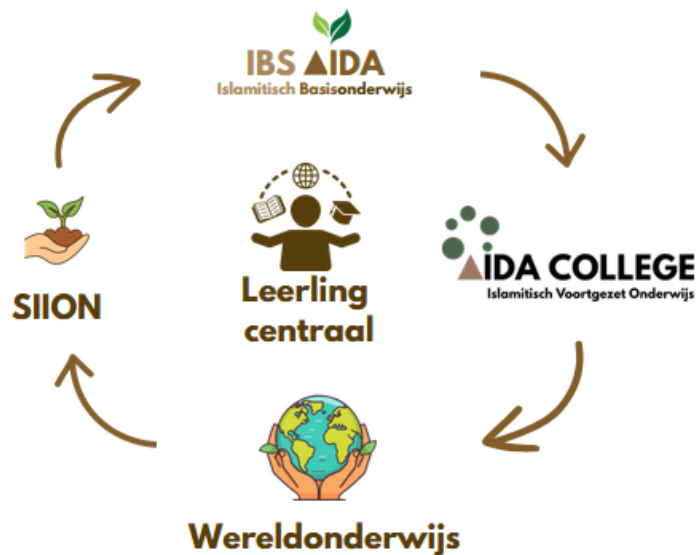 IBS AIDA
Islamitisch Basisonderwijs
SIION
Leerling
centraal
AIDA COLLEGE
Islamitisch Voortgezet Onderwijs
Wereldonderwijs